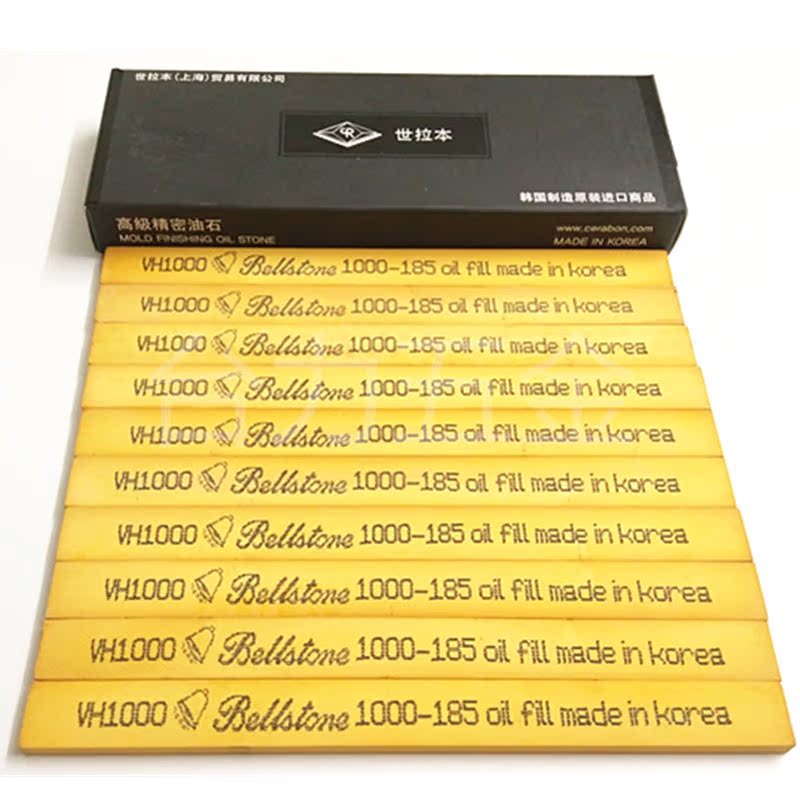 世拉本(上海)贸易有限公司
CR 世拉本
韩国制造原装进口商品
高級精密油石
www.cerabon.com
MOLD FINISHING OIL STONE
MADE IN KOREA
VH1000 Bellstone 1000-185 oil fill made in korea
VH1000 Bellstone 1000-185 oil fill made in korea
VH1000 Bellstone 1000-185 oil fill made in korea
VH1000 Bellstone 1000-185 oil fill made in korea
VH1000 Bellstone 1000-185 oil fill made in korea
VH1000 Bellstone 1000-185 oil fill made in korea
VH1000 Bellstone 1000-185 oil fill made in korea
VH1000 Bellstone 1000-185 oil fill made in korea
VH1000 Bellstone 1000-185 oil fill made in korea
VH1000 Bellstone 1000-185 oil fill made in korea